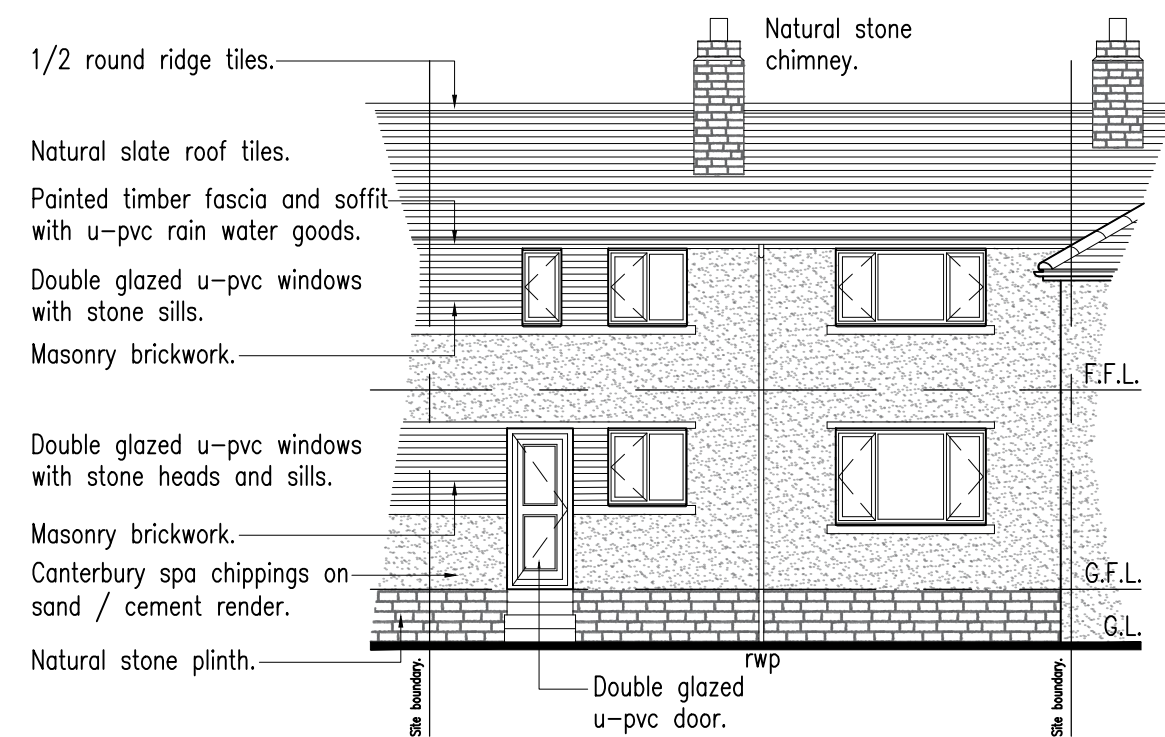 Natural stone
chimney.
1/2 round ridge tiles.
Natural slate roof tiles.
Painted timber fascia and soffit
with u-pvc rain water goods.
Double glazed u-pvc windows
with stone sills.
Masonry brickwork.
F.F.L.
Double glazed u-pvc windows
with stone heads and sills.
Masonry brickwork.
Canterbury spa chippings on
sand / cement render.
G.F.L.
G.L.
Natural stone plinth.
rwp
Site boundary.
Site boundary.
Double glazed
u-pvc door.